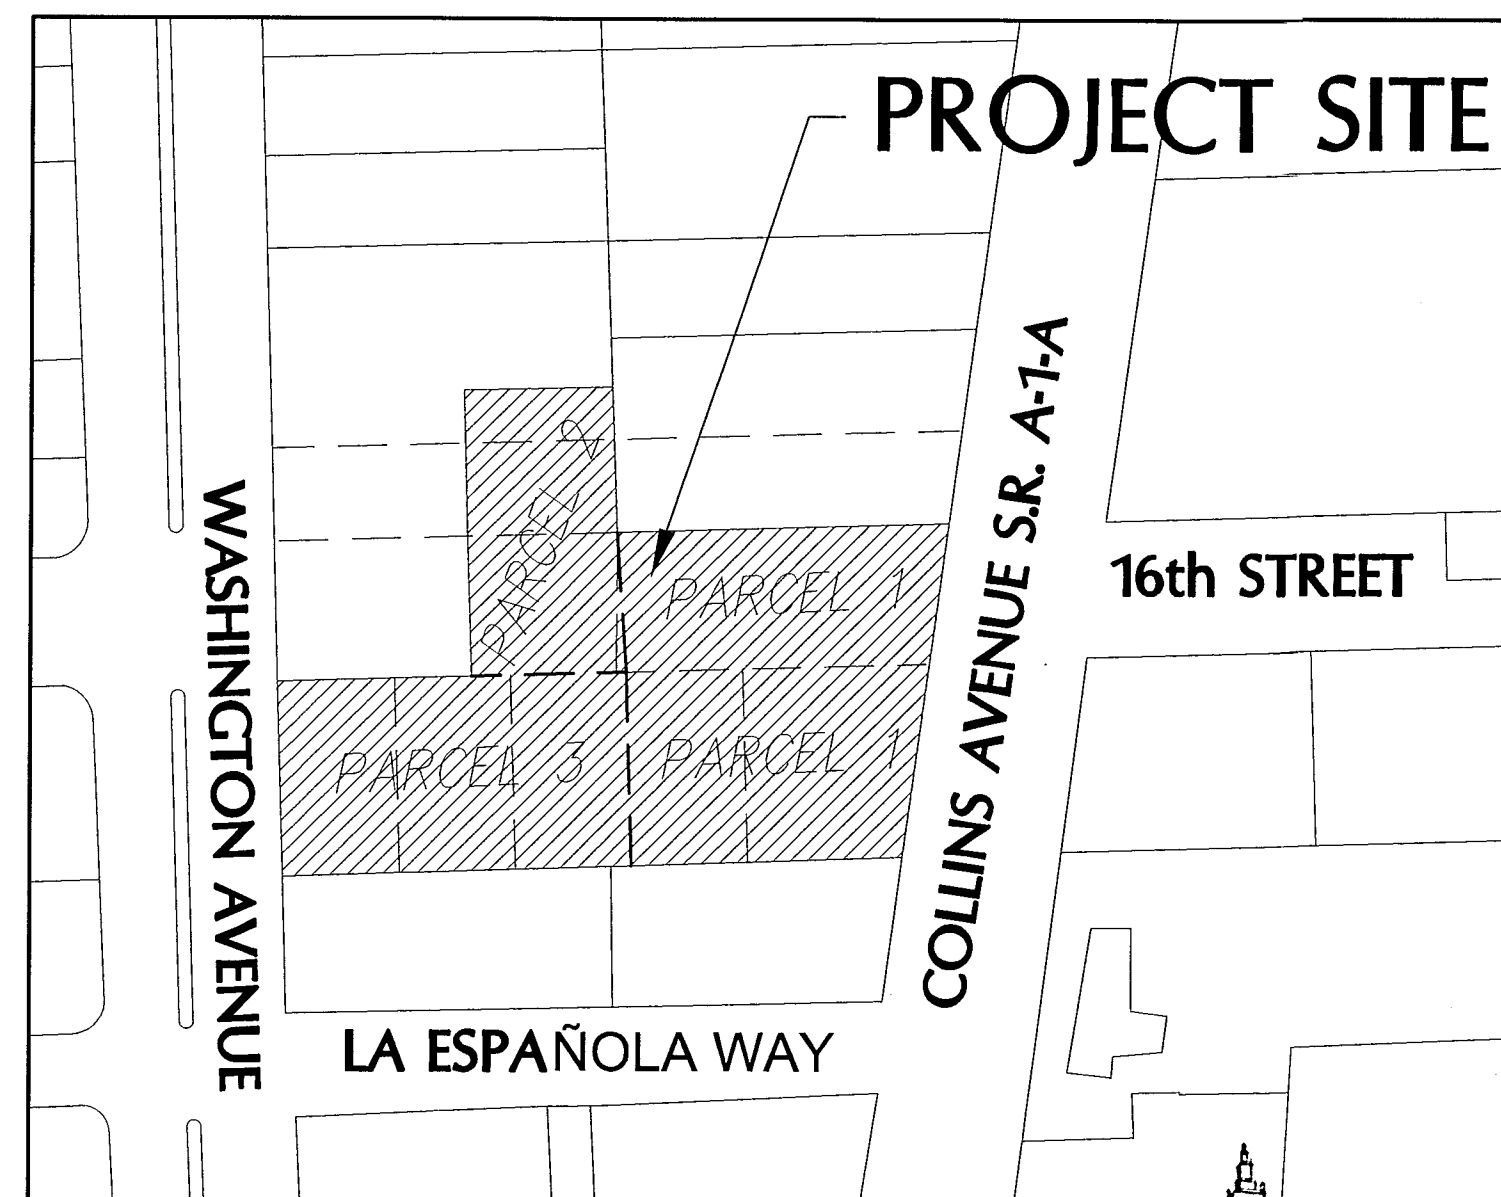 PROJECT SITE
COLLINS AVENUE S.R. A-1-A
WASHINGTON AVENUE
PARCEL 2
16th STREET
PARCEL 1
PARCEL 3
PARCEL 1
LA ESPAÑOLA WAY